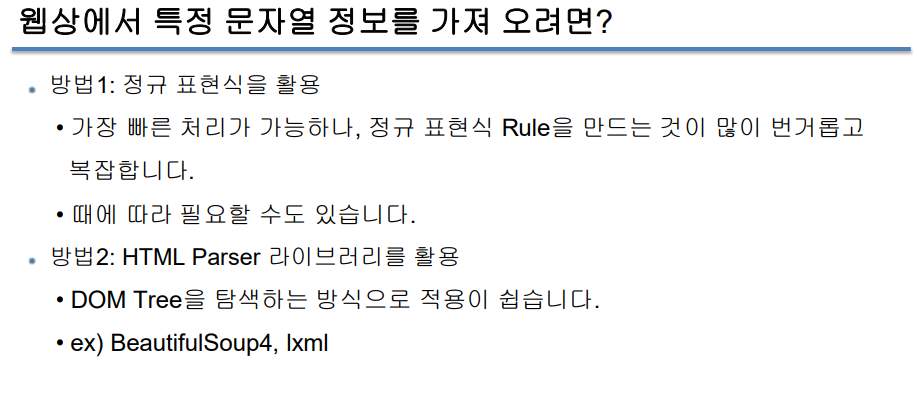 웹상에서 특정 문자열 정보를 가져 오려면?
방법1: 정규 표현식을 활용
• 가장 빠른 처리가 가능하나, 정규 표현식 Rule을 만드는 것이 많이 번거롭고
복잡합니다.
• 때에 따라 필요할 수도 있습니다.
방법2: HTML Parser 라이브러리를 활용
• DOM Tree을 탐색하는 방식으로 적용이 쉽습니다.
• ex) BeautifulSoup4, lxml